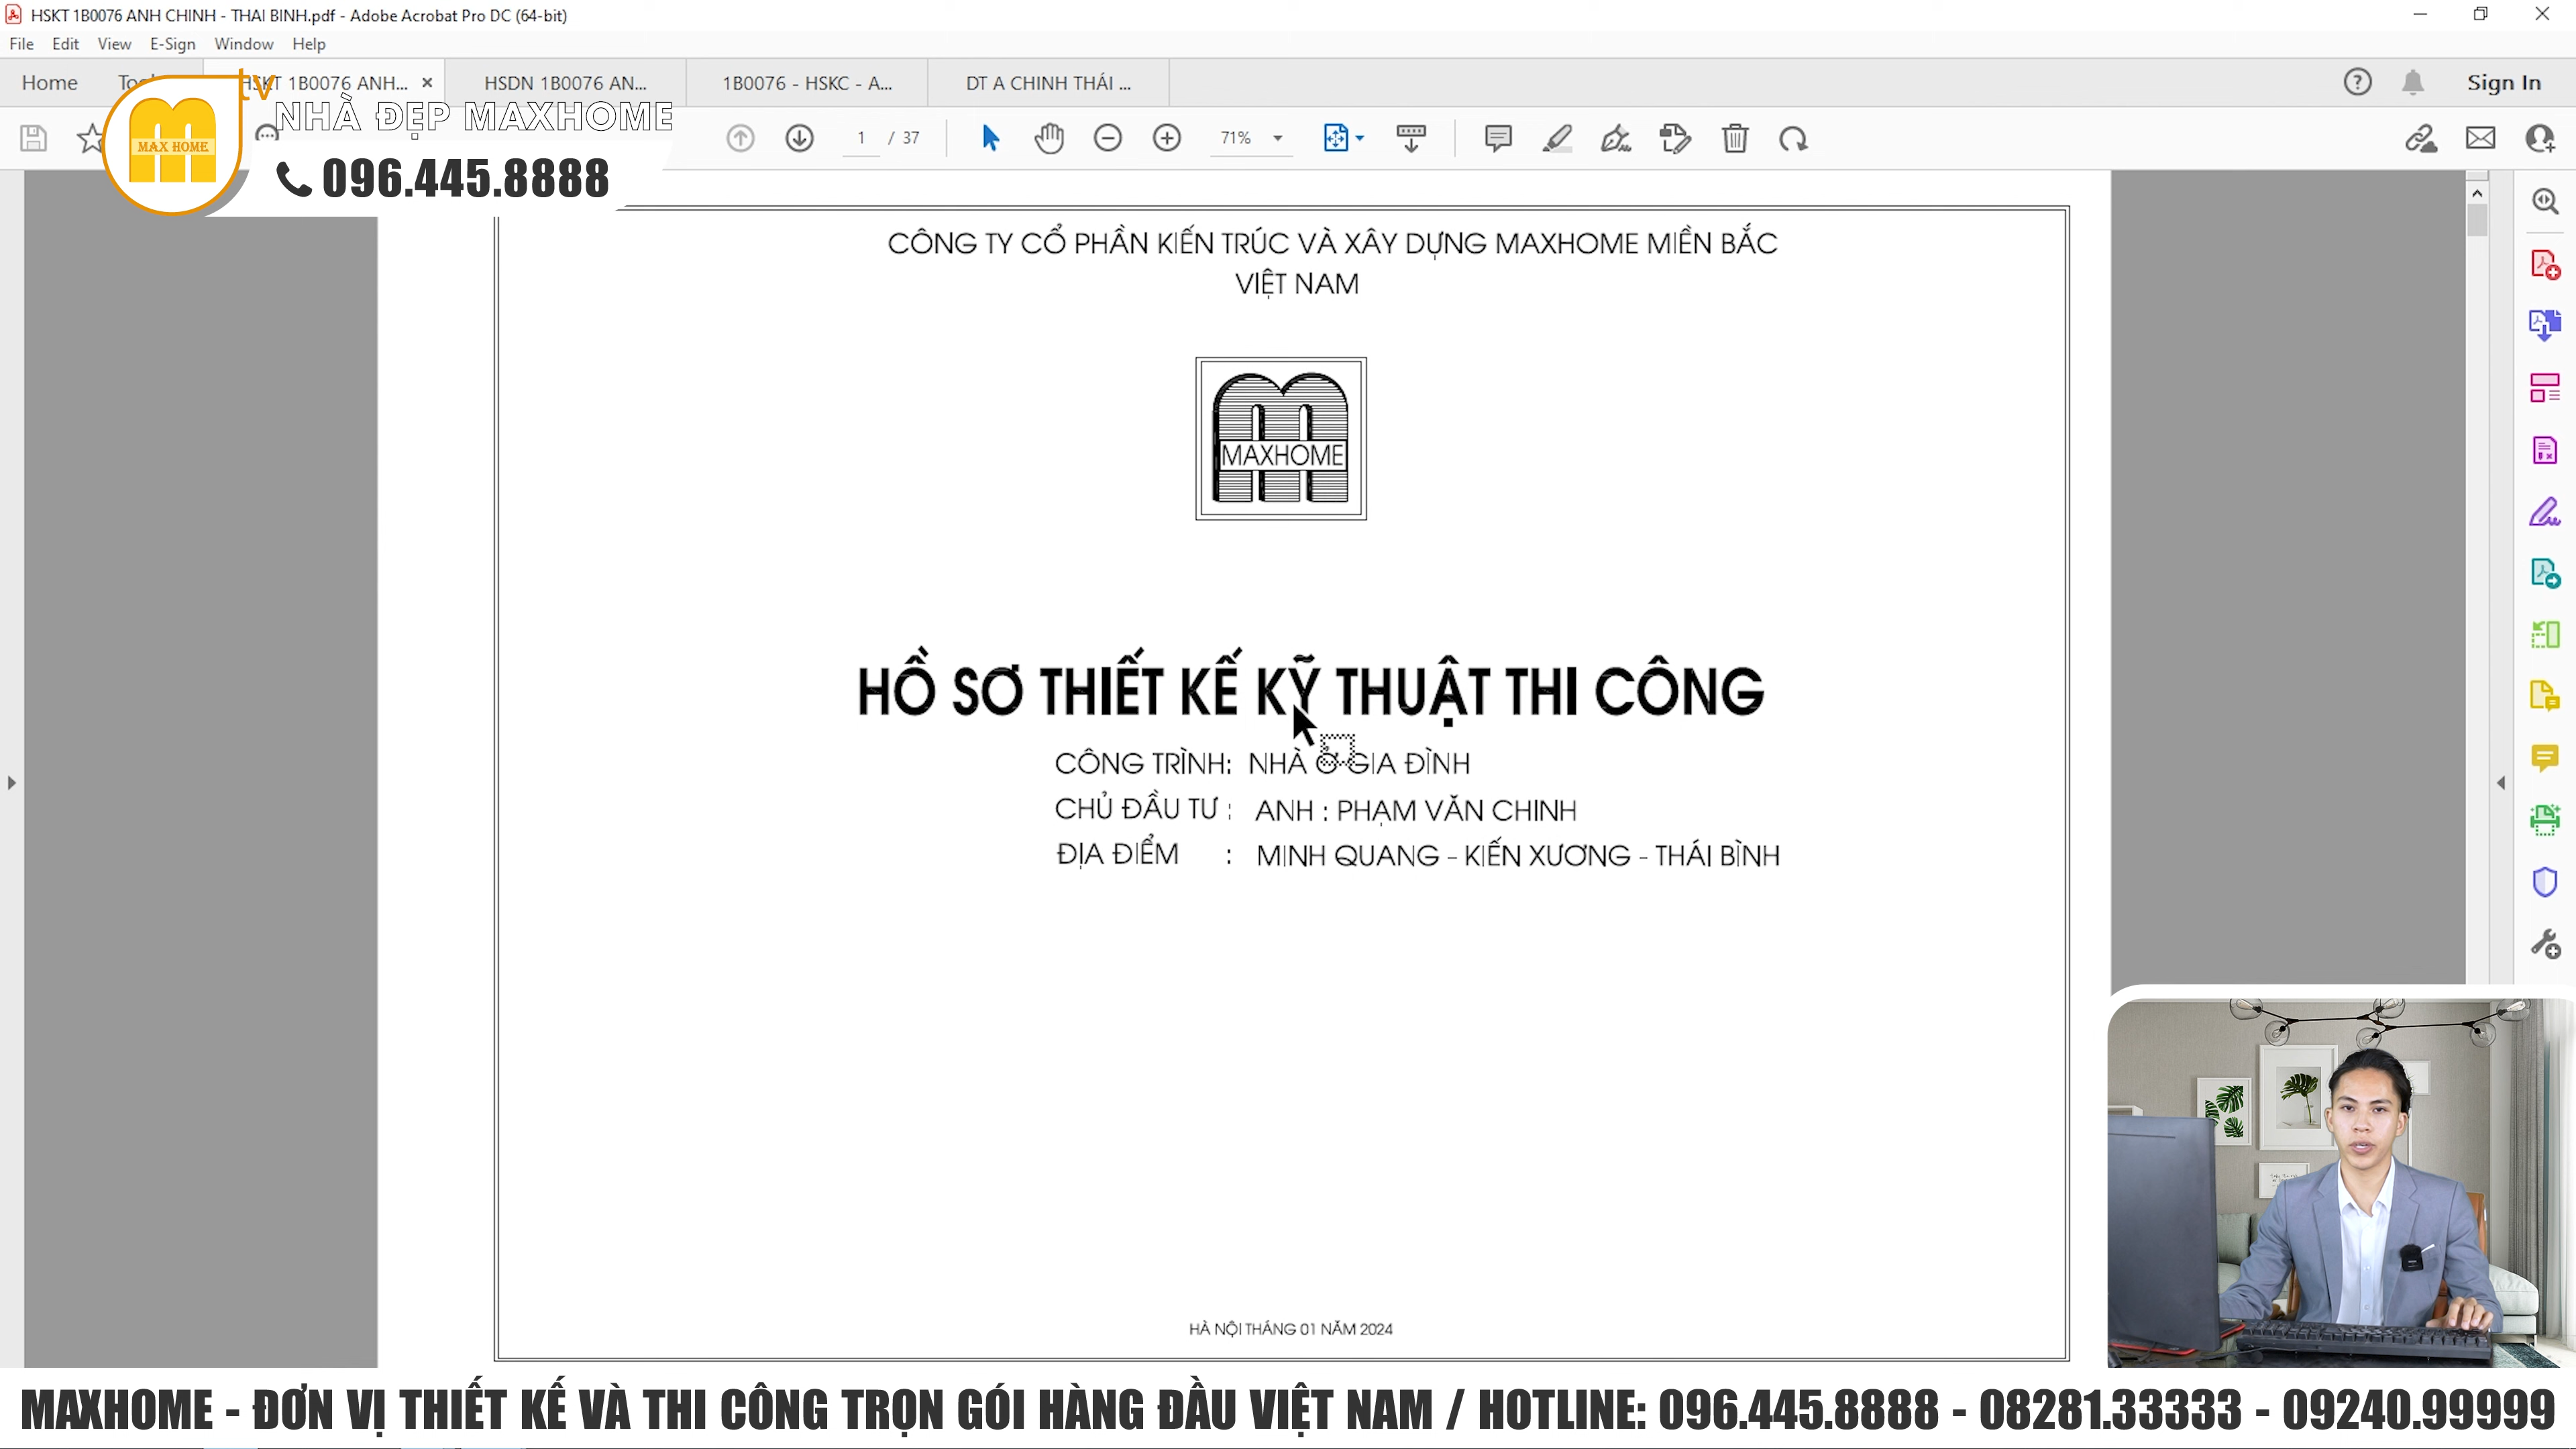 HSKT 1B0076 ANH CHINH - THAI BINH.pdf - Adobe Acrobat Pro DC (64-bit)
File Edit View E-Sign Window Help
Home
HSKT 1B0076 ANH...
HSDN 1B0076 AN...
1B0076 - HSKC - A...
DT A CHINH THÁI ...
Sign In
tv
NHÀ ĐẸP MAXHOME
MAX HOME
096.445.8888
1 / 37
71%
CÔNG TY CỔ PHẦN KIẾN TRÚC VÀ XÂY DỰNG MAXHOME MIỀN BẮC
VIỆT NAM
MAXHOME
HỒ SƠ THIẾT KẾ KỸ THUẬT THI CÔNG
CÔNG TRÌNH: NHÀ Ở GIA ĐÌNH
CHỦ ĐẦU TƯ : ANH : PHẠM VĂN CHINH
ĐỊA ĐIỂM : MINH QUANG - KIẾN XƯƠNG - THÁI BÌNH
HÀ NỘI THÁNG 01 NĂM 2024
MAXHOME - ĐƠN VỊ THIẾT KẾ VÀ THI CÔNG TRỌN GÓI HÀNG ĐẦU VIỆT NAM / HOTLINE: 096.445.8888 - 08281.33333 - 09240.99999